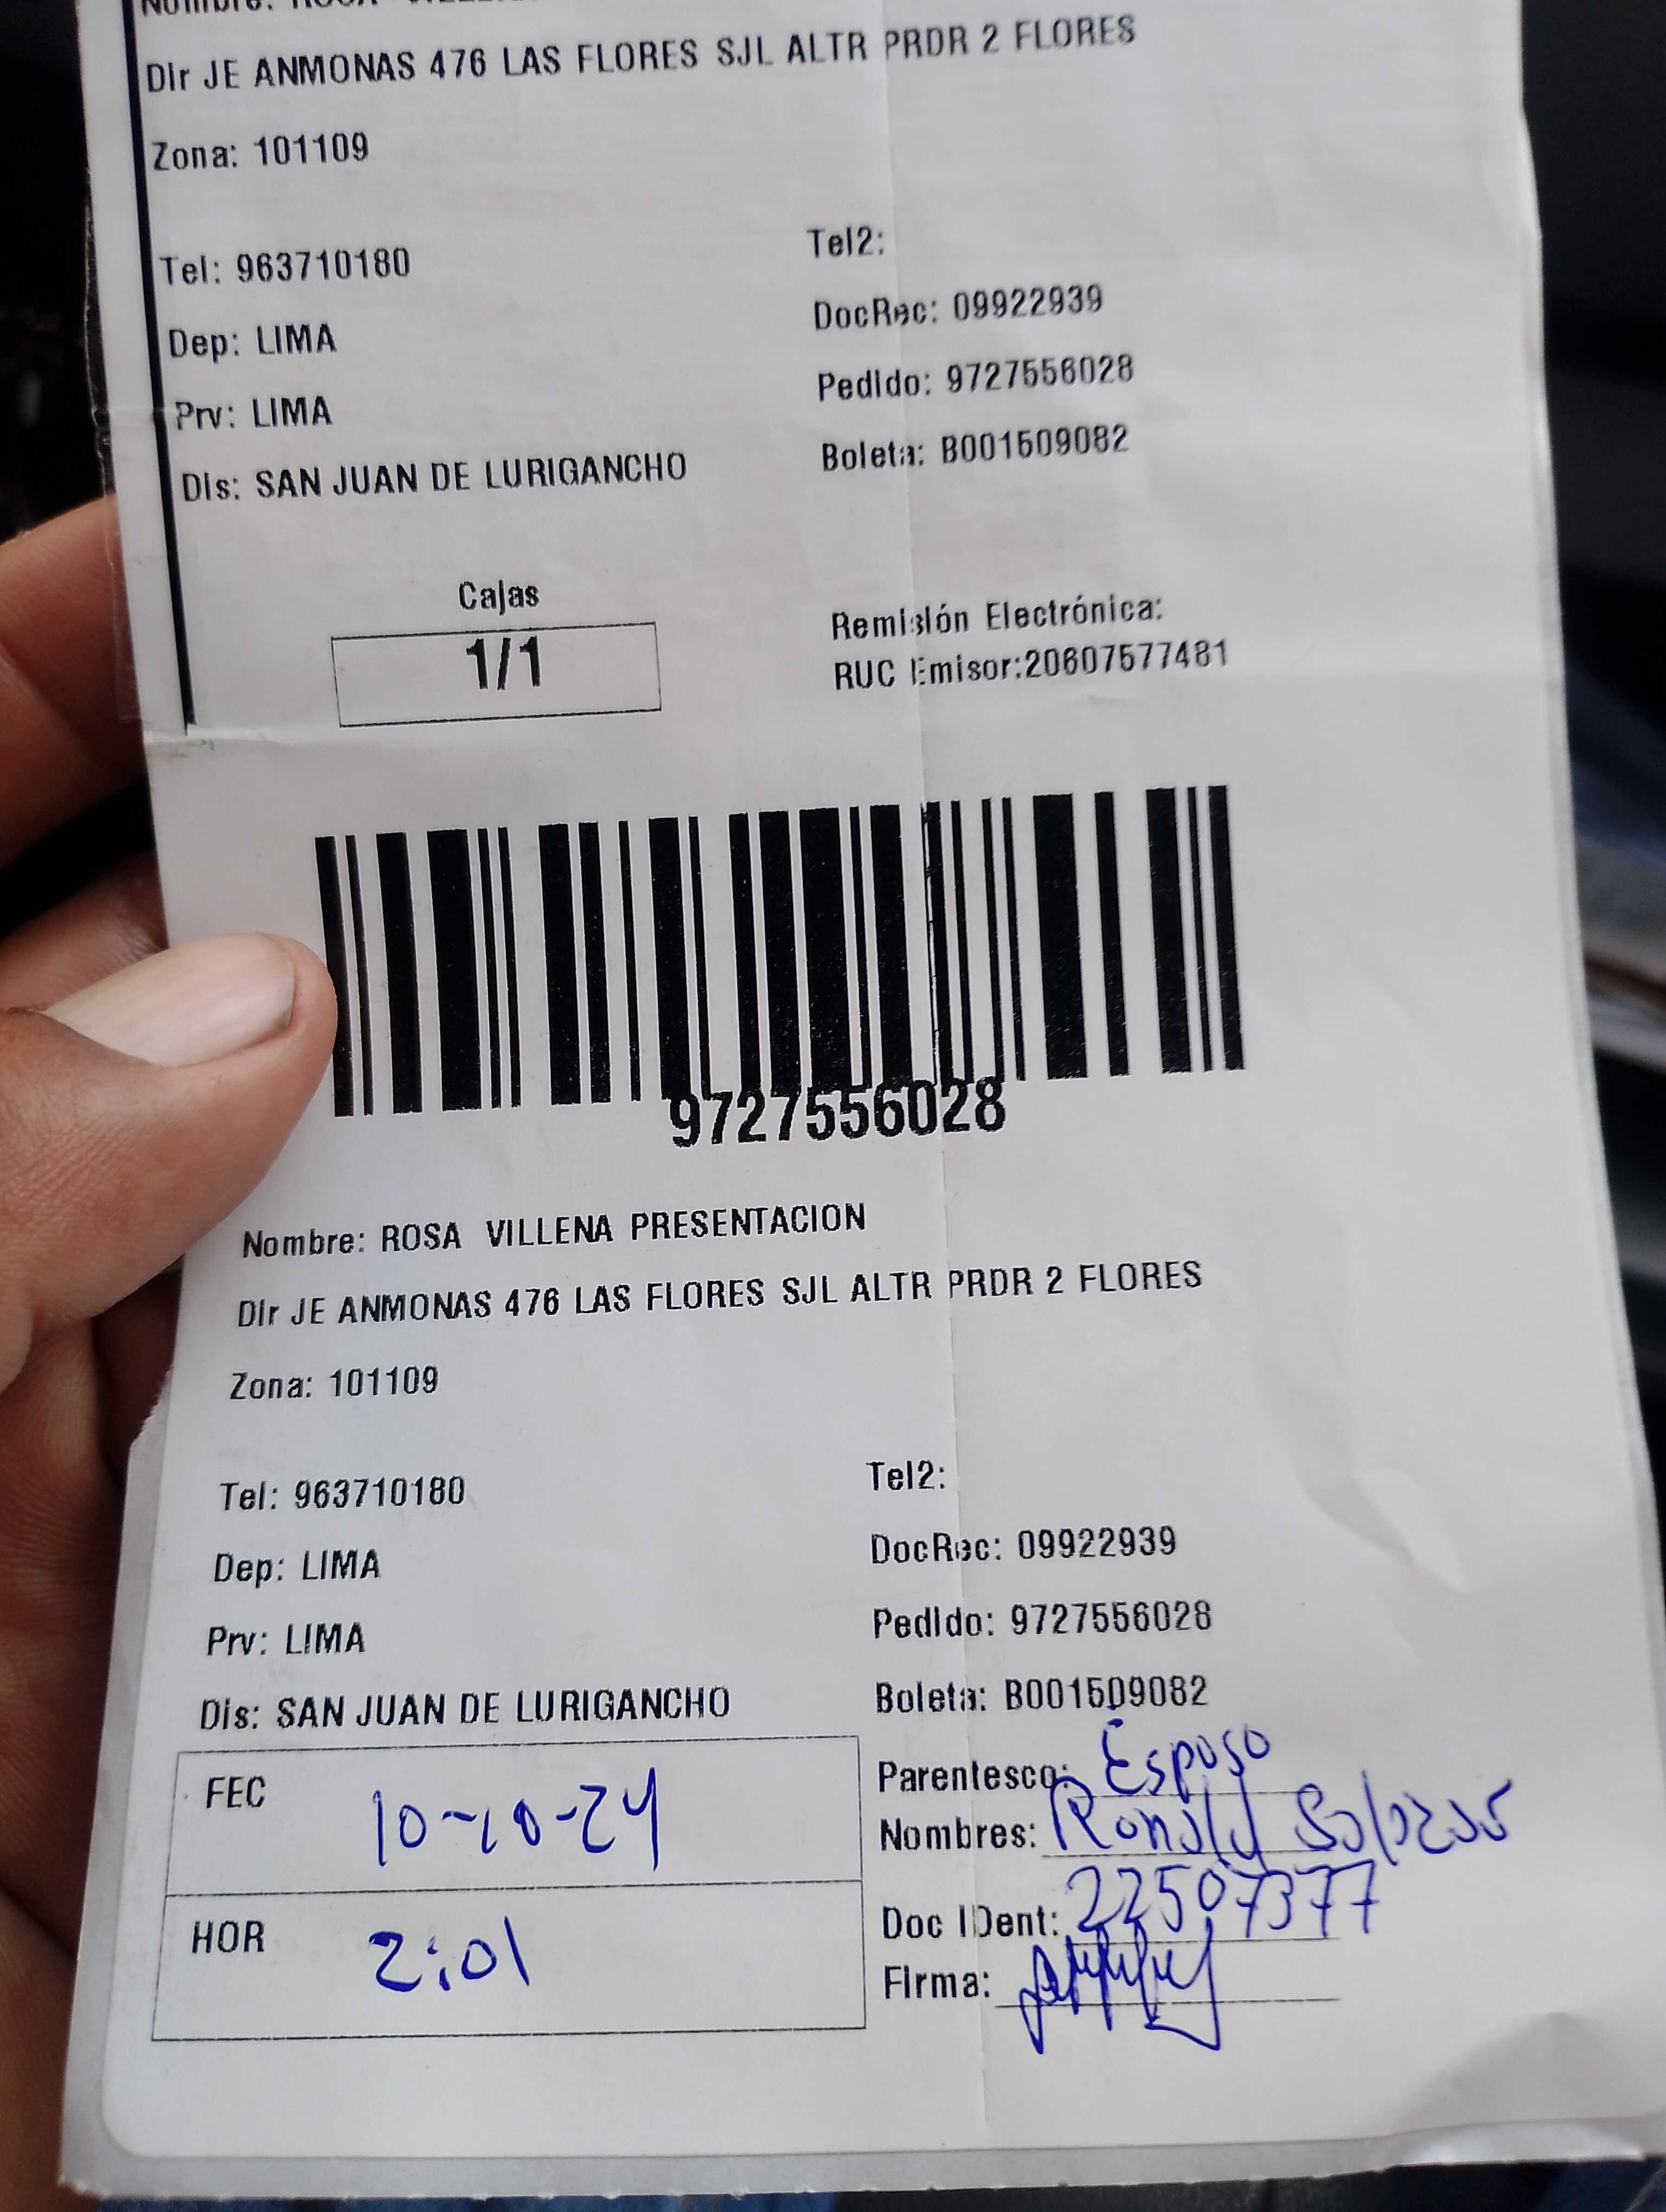 Nombre: ROSA
Dir JE ANMONAS 476 LAS FLORES SJL ALTR PRDR 2 FLORES
Zona: 101109
Tel: 963710180
Tel2:
Dep: LIMA
DocRec: 09922939
Prv: LIMA
Pedido: 9727556028
Dis: SAN JUAN DE LURIGANCHO
Boleta: B001509082
Cajas
1/1
Remisión Electrónica:
RUC Emisor:20607577481
9727556028
Nombre: ROSA VILLENA PRESENTACION
Dir JE ANMONAS 476 LAS FLORES SJL ALTR PRDR 2 FLORES
Zona: 101109
Tel: 963710180
Tel2:
Dep: LIMA
DocRec: 09922939
Prv: LIMA
Pedido: 9727556028
Dis: SAN JUAN DE LURIGANCHO
Boleta: B001509082
FEC 10-10-24
HOR 2:01
Parentesco: Esposo
Nombres: Ronald Salazar
Doc IDent: 22507377
Firma: